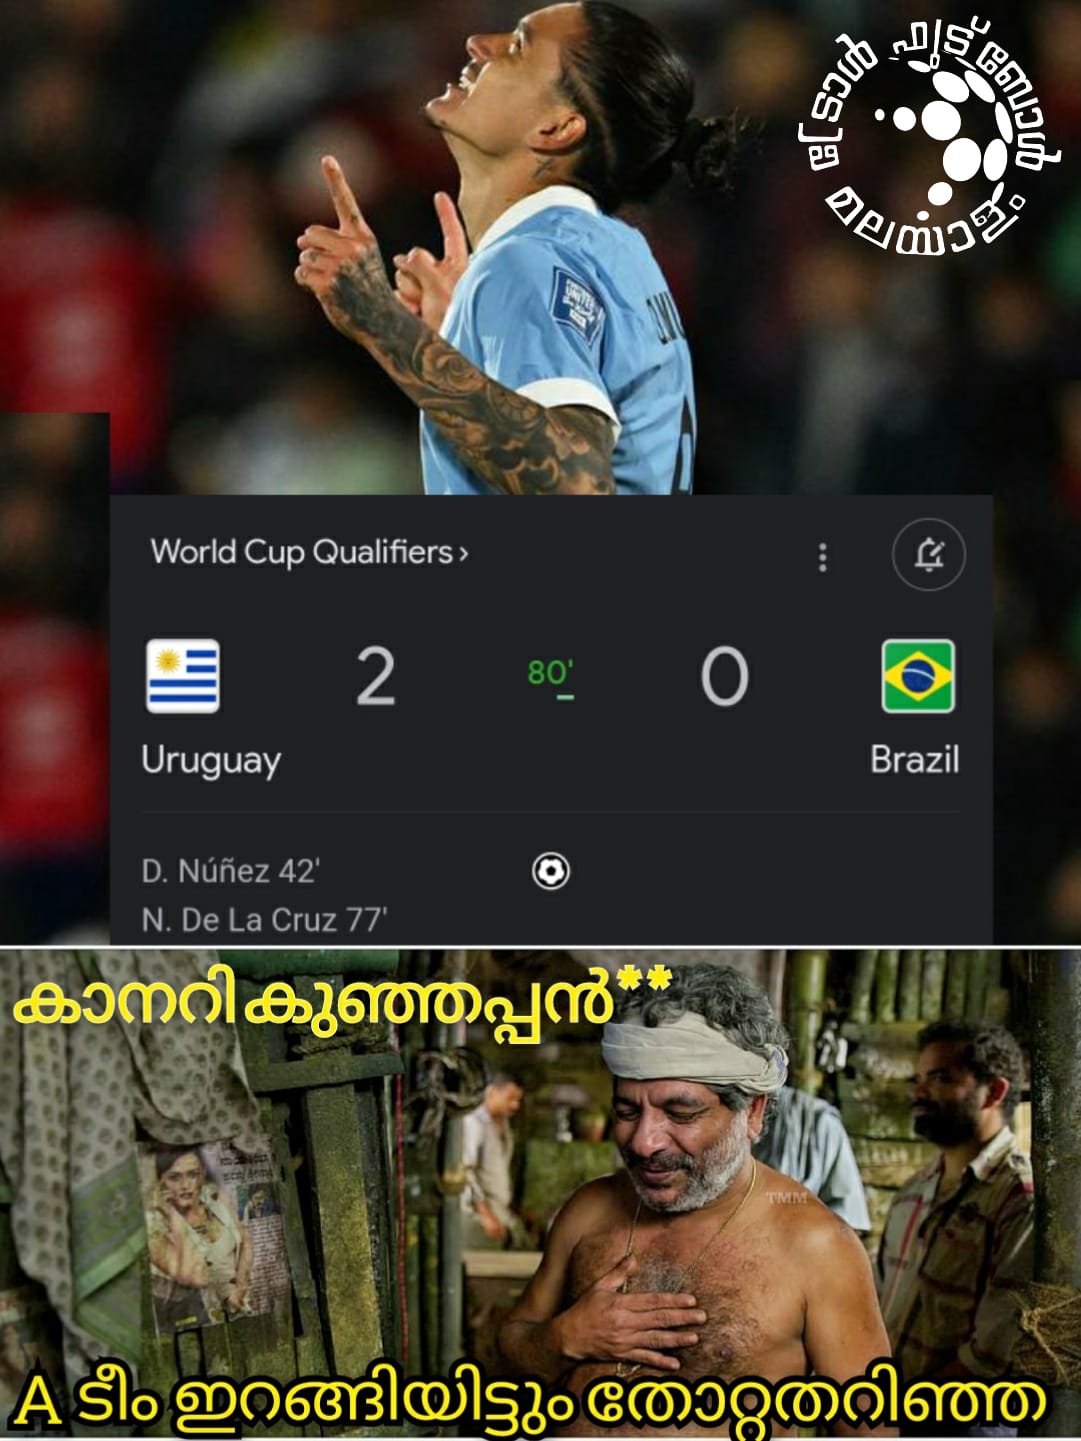 ട്രോൾ ഫുട്ബോൾ മലയാളം
World Cup Qualifiers ›
2 80' 0
Uruguay Brazil
D. Núñez 42'
N. De La Cruz 77'
കാനറി കുഞ്ഞപ്പൻ**
TMM
A ടീം ഇറങ്ങിയിട്ടും തോറ്റതറിഞ്ഞ